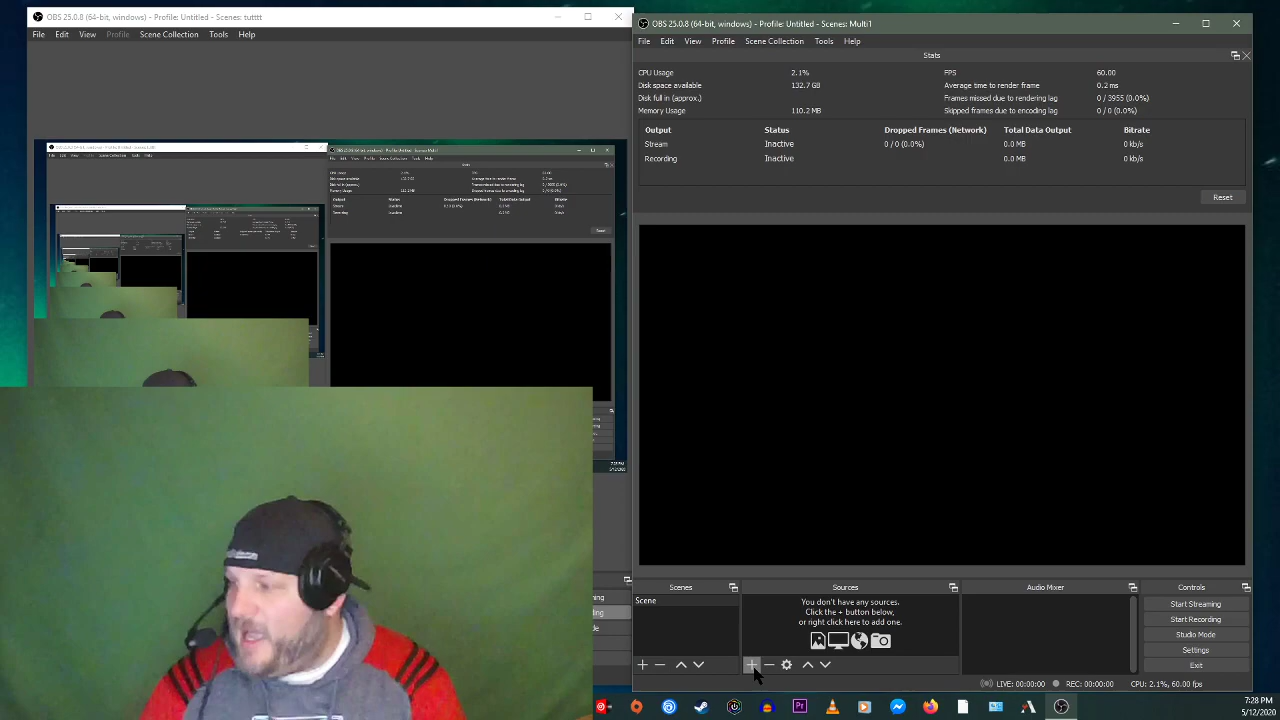 OBS 25.0.8 (64-bit, windows) - Profile: Untitled - Scenes: tutttt
File Edit View Profile Scene Collection Tools Help
OBS 25.0.8 (64-bit, windows) - Profile: Untitled - Scenes: Multi1
File Edit View Profile Scene Collection Tools Help
Stats
CPU Usage 2.1% FPS 60.00
Disk space available 132.7 GB Average time to render frame 0.2 ms
Disk full in (approx.) Frames missed due to rendering lag 0 / 3955 (0.0%)
Memory Usage 110.2 MB Skipped frames due to encoding lag 0 / 0 (0.0%)
Output Status Dropped Frames (Network) Total Data Output Bitrate
Stream Inactive 0 / 0 (0.0%) 0.0 MB 0 kb/s
Recording Inactive 0.0 MB 0 kb/s
Reset
Scenes Sources Audio Mixer Controls
Scene
You don't have any sources.
Click the + button below,
or right click here to add one.
Start Streaming
Start Recording
Studio Mode
Settings
Exit
LIVE: 00:00:00 REC: 00:00:00 CPU: 2.1%, 60.00 fps
7:28 PM
5/12/2020